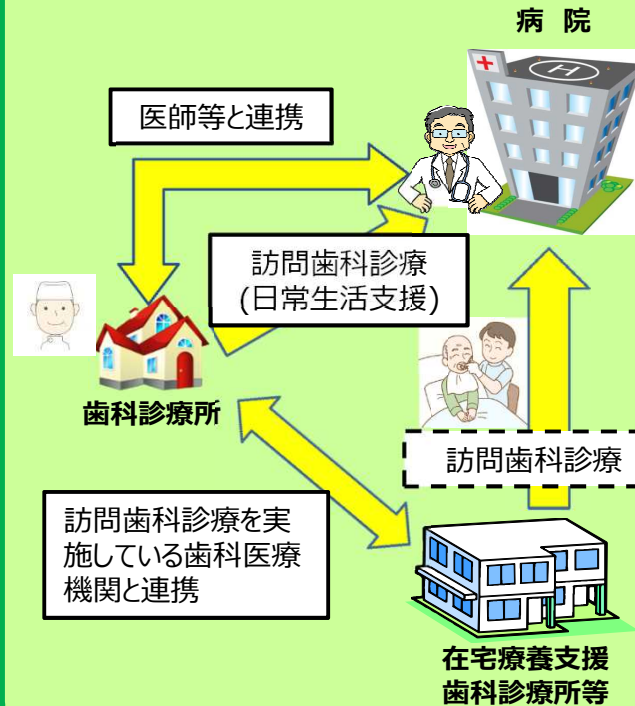 病 院
医師等と連携
訪問歯科診療
(日常生活支援)
歯科診療所
訪問歯科診療
訪問歯科診療を実
施している歯科医療
機関と連携
在宅療養支援
歯科診療所等
H